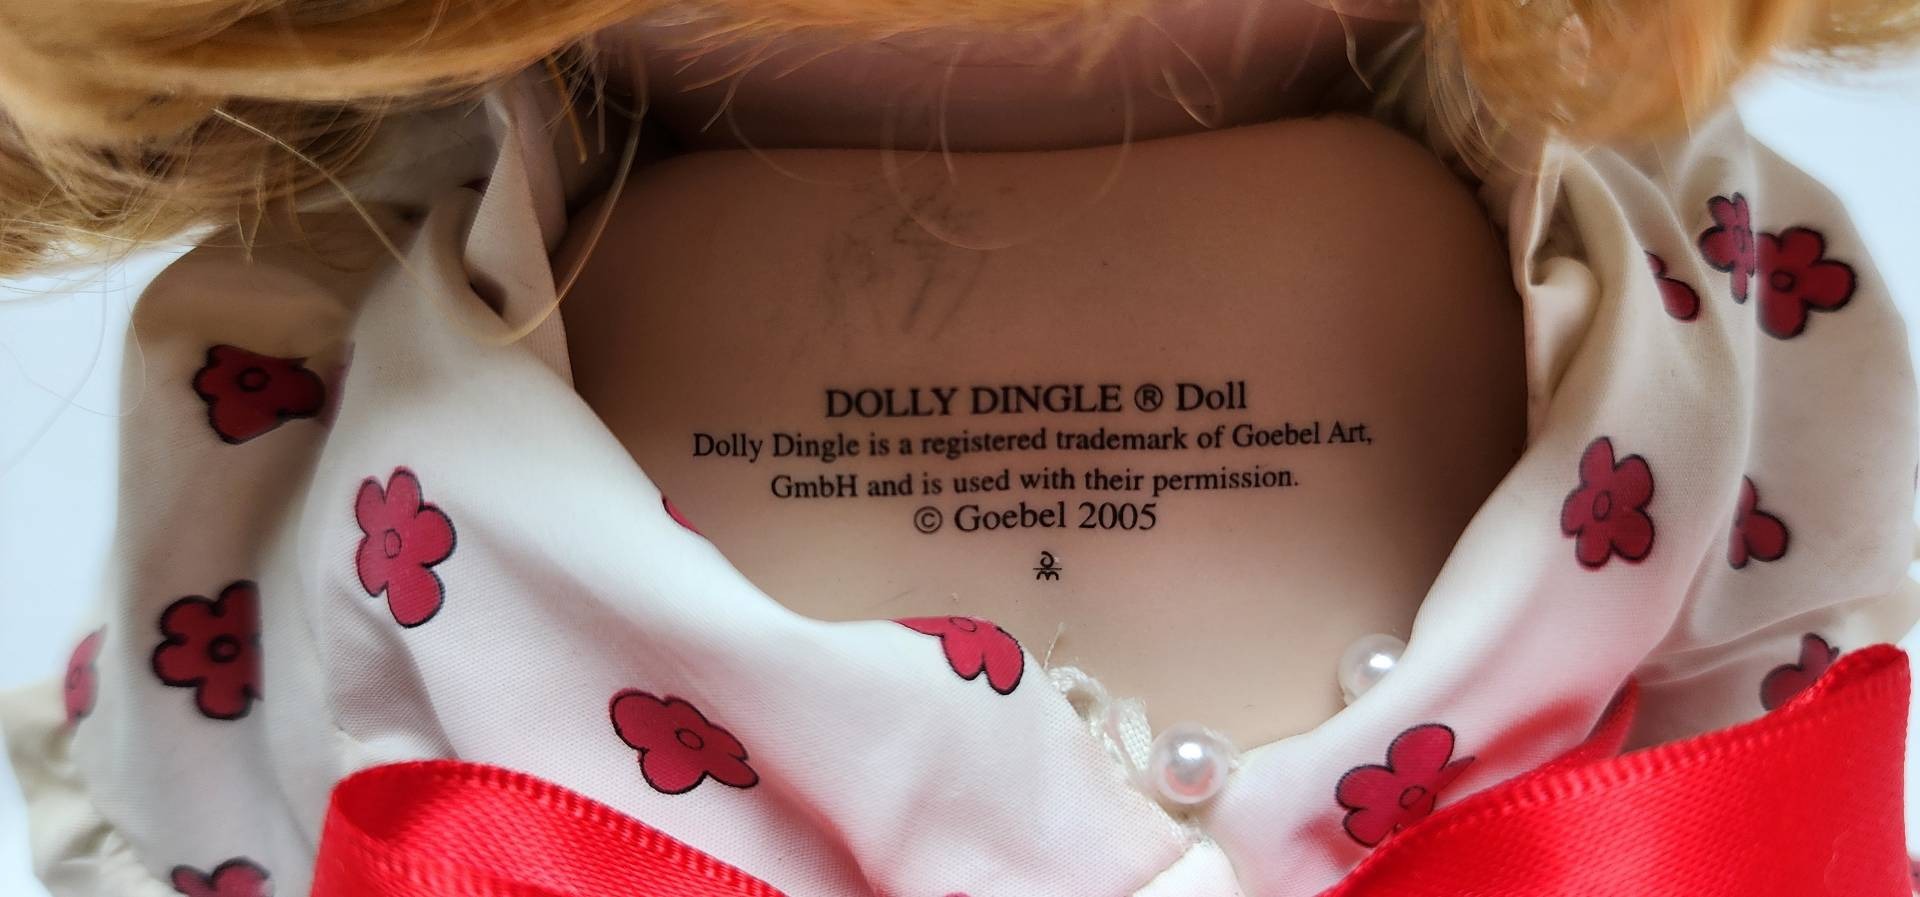 DOLLY DINGLE ® Doll
Dolly Dingle is a registered trademark of Goebel Art,
GmbH and is used with their permission.
© Goebel 2005